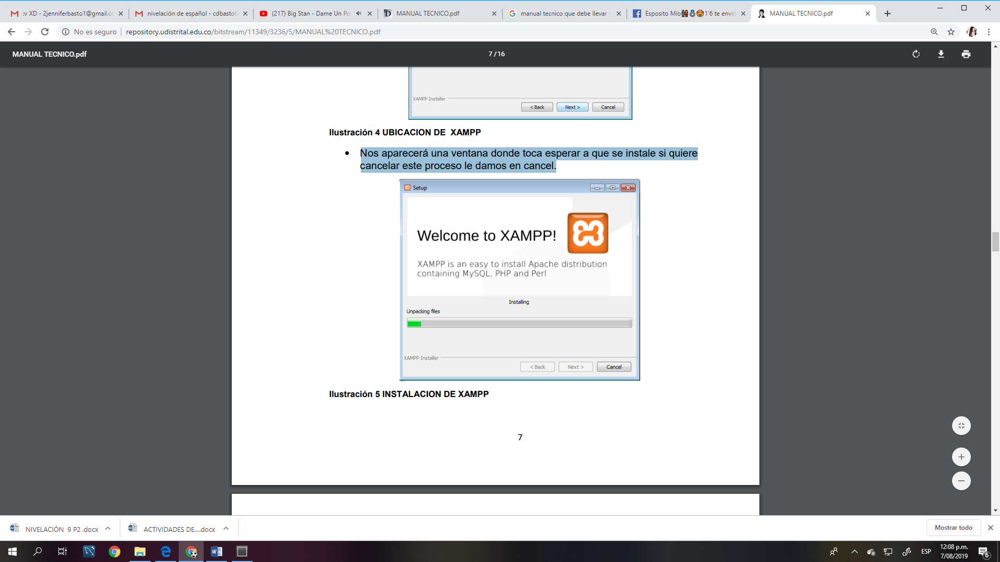 :v XD - 2jenniferbasto1@gmail.cc
nivelación de español - cdbastot
(217) Big Stan - Dame Un Po
MANUAL TECNICO.pdf
manual tecnico que debe llevar -
Esposito Mío👫💍😍1'6 te envió
MANUAL TECNICO.pdf
No es seguro
repository.udistrital.edu.co/bitstream/11349/3236/5/MANUAL%20TECNICO.pdf
MANUAL TECNICO.pdf
7 / 16
XAMPP Installer
< Back
Next >
Cancel
Ilustración 4 UBICACION DE  XAMPP
• Nos aparecerá una ventana donde toca esperar a que se instale si quiere
cancelar este proceso le damos en cancel.
Setup
Welcome to XAMPP!
XAMPP is an easy to install Apache distribution
containing MySQL, PHP and Perl
Installing
Unpacking files
XAMPP Installer
< Back
Next >
Cancel
Ilustración 5 INSTALACION DE XAMPP
7
NIVELACIÓN  9 P2 .docx
ACTIVIDADES DE....docx
Mostrar todo
ESP
12:08 p.m.
7/08/2019
6